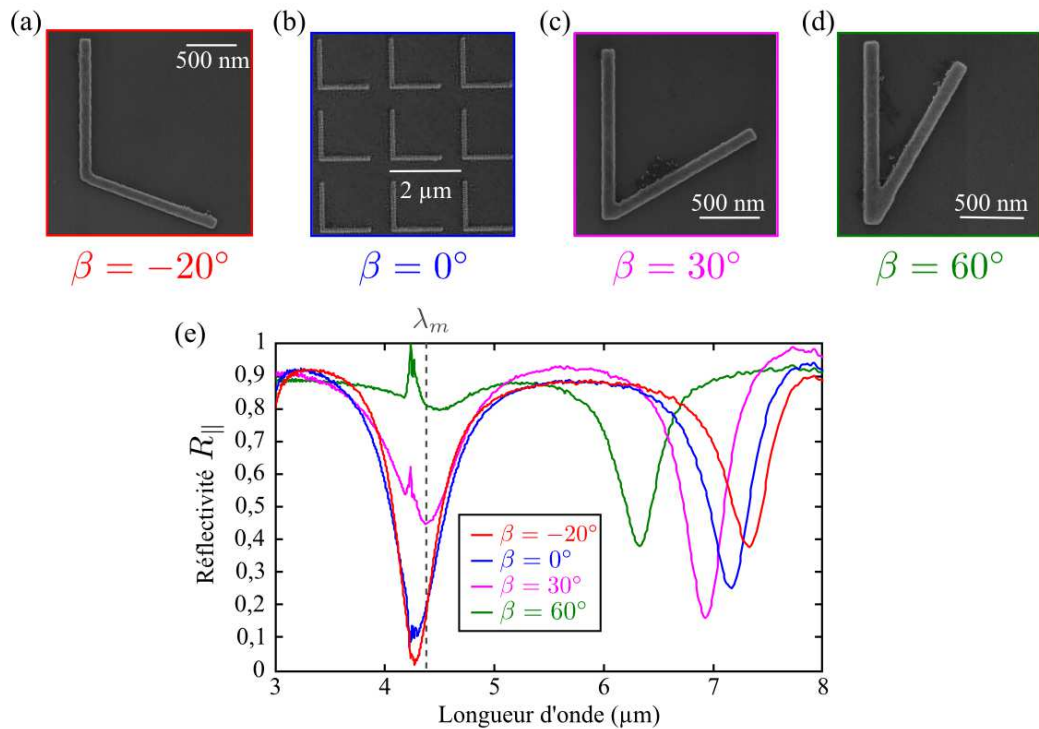 (a) (b) (c) (d)
500 nm
2 µm
500 nm
500 nm
β = −20° β = 0° β = 30° β = 60°
(e) λm
Réflectivité R||
1
0,9
0,8
0,7
0,6
0,5
0,4
0,3
0,2
0,1
0
β = −20°
β = 0°
β = 30°
β = 60°
3 4 5 6 7 8
Longueur d'onde (µm)